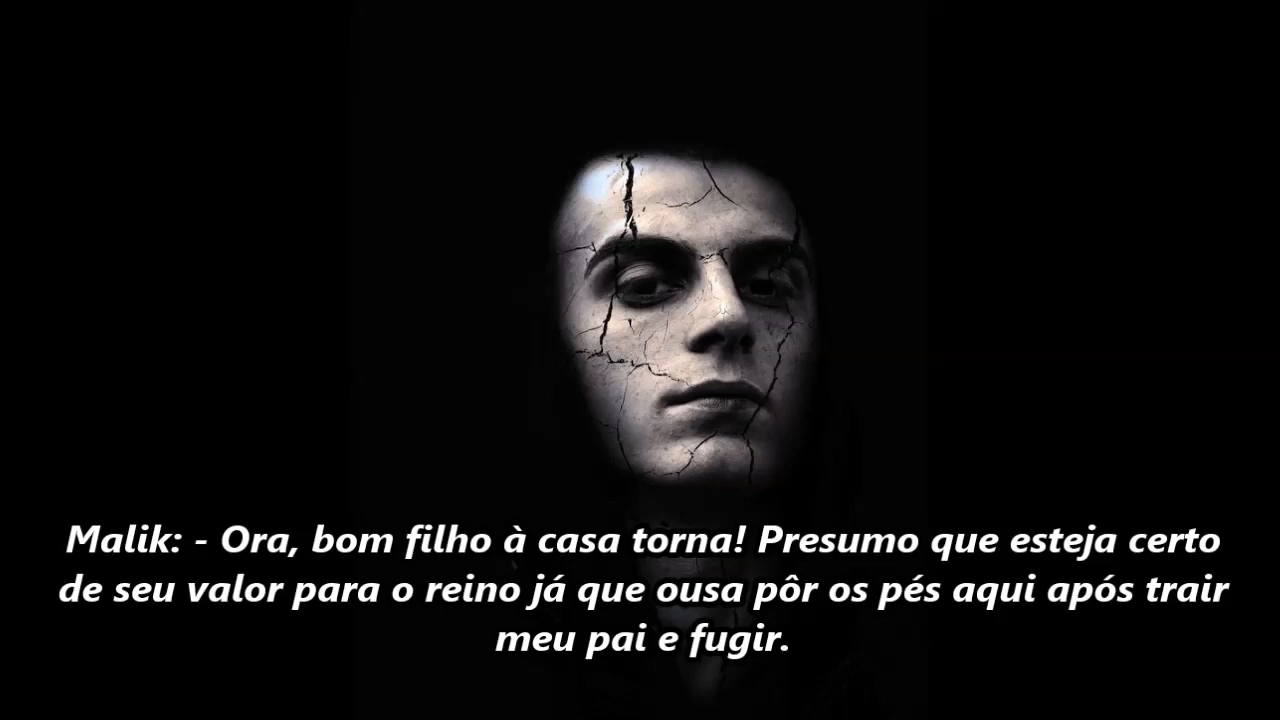 Malik: - Ora, bom filho à casa torna! Presumo que esteja certo
de seu valor para o reino já que ousa pôr os pés aqui após trair
meu pai e fugir.